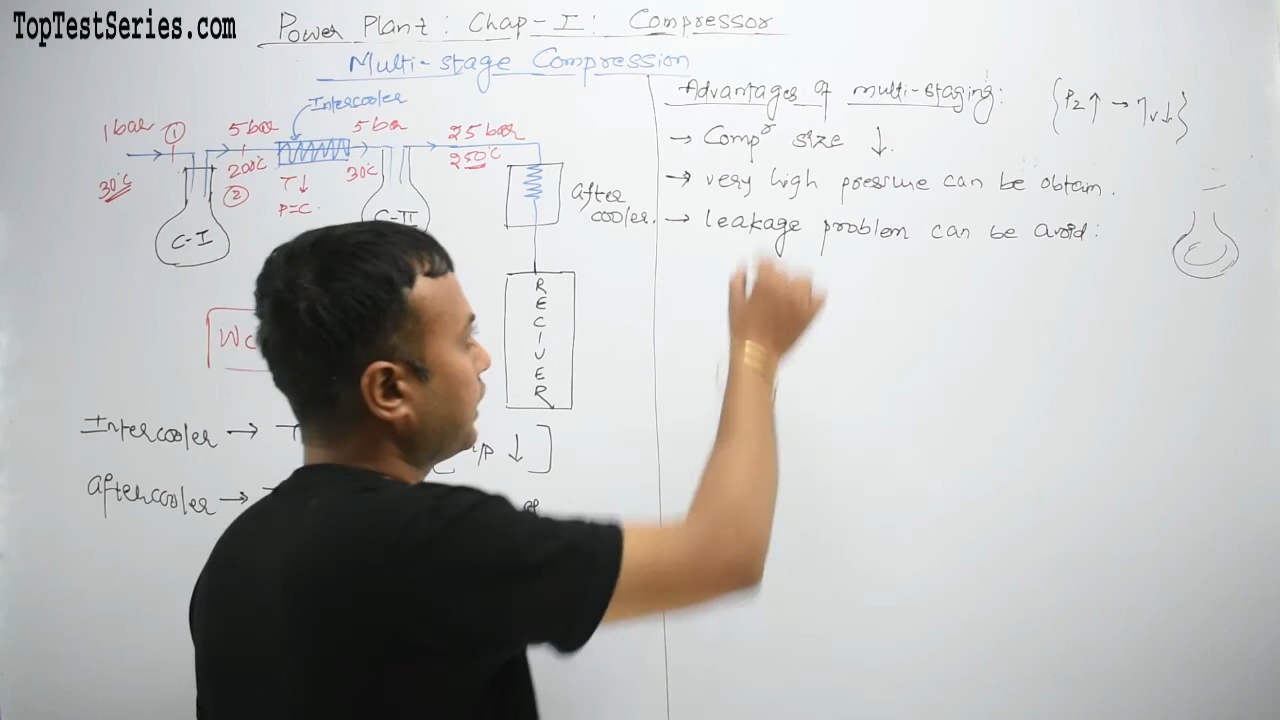 TopTestSeries.com
Power Plant: Chap-I: Compressor
Multi-stage Compression
Intercooler
1 bar
①
5 bar
5 bar
25 bar
30°C
200°C
②
T↓
P=C
30°C
250°C
C-I
C-II
after
cooler
RECIVER
Wc
Intercooler →
↓
aftercooler →
Advantages of multi-staging:
{P2↑ → ηv↓}
→ Comp^r size ↓.
→ very high pressure can be obtain.
→ leakage problem can be avoid: